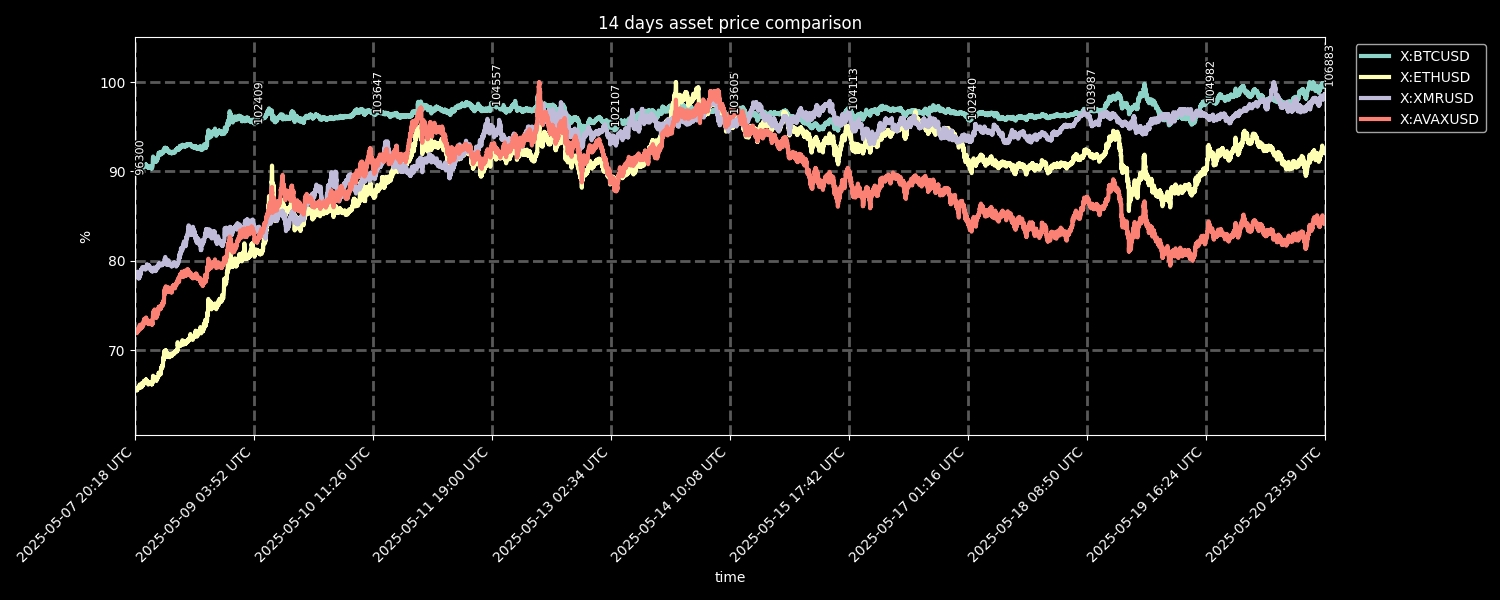 14 days asset price comparison
X:BTCUSD
X:ETHUSD
X:XMRUSD
X:AVAXUSD
100
90
80
70
%
96300
102409
103647
104557
102107
103605
104113
102940
103987
104982
106883
2025-05-07 20:18 UTC
2025-05-09 03:52 UTC
2025-05-10 11:26 UTC
2025-05-11 19:00 UTC
2025-05-13 02:34 UTC
2025-05-14 10:08 UTC
2025-05-15 17:42 UTC
2025-05-17 01:16 UTC
2025-05-18 08:50 UTC
2025-05-19 16:24 UTC
2025-05-20 23:59 UTC
time